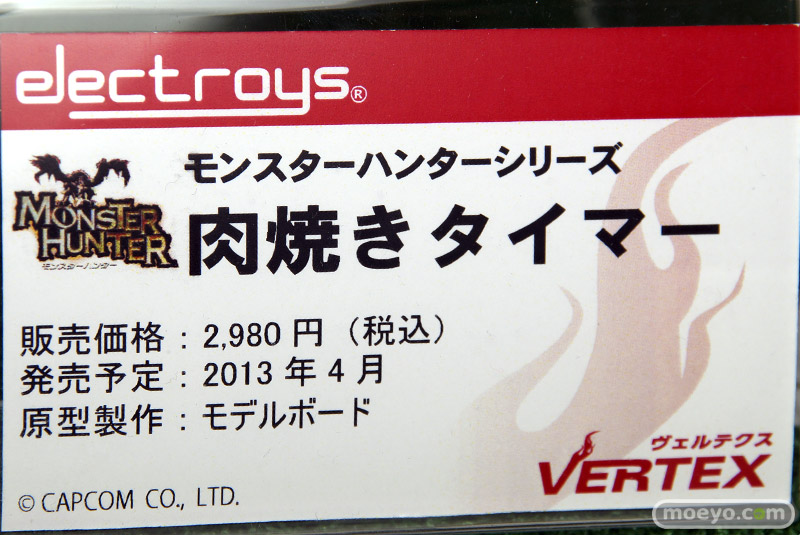 electroys®
モンスターハンターシリーズ
MONSTER HUNTER
モンスターハンター
肉焼きタイマー
販売価格：2,980 円（税込）
発売予定：2013 年 4 月
原型製作：モデルボード
ヴェルテクス
VERTEX
© CAPCOM CO., LTD.
moeyo.com